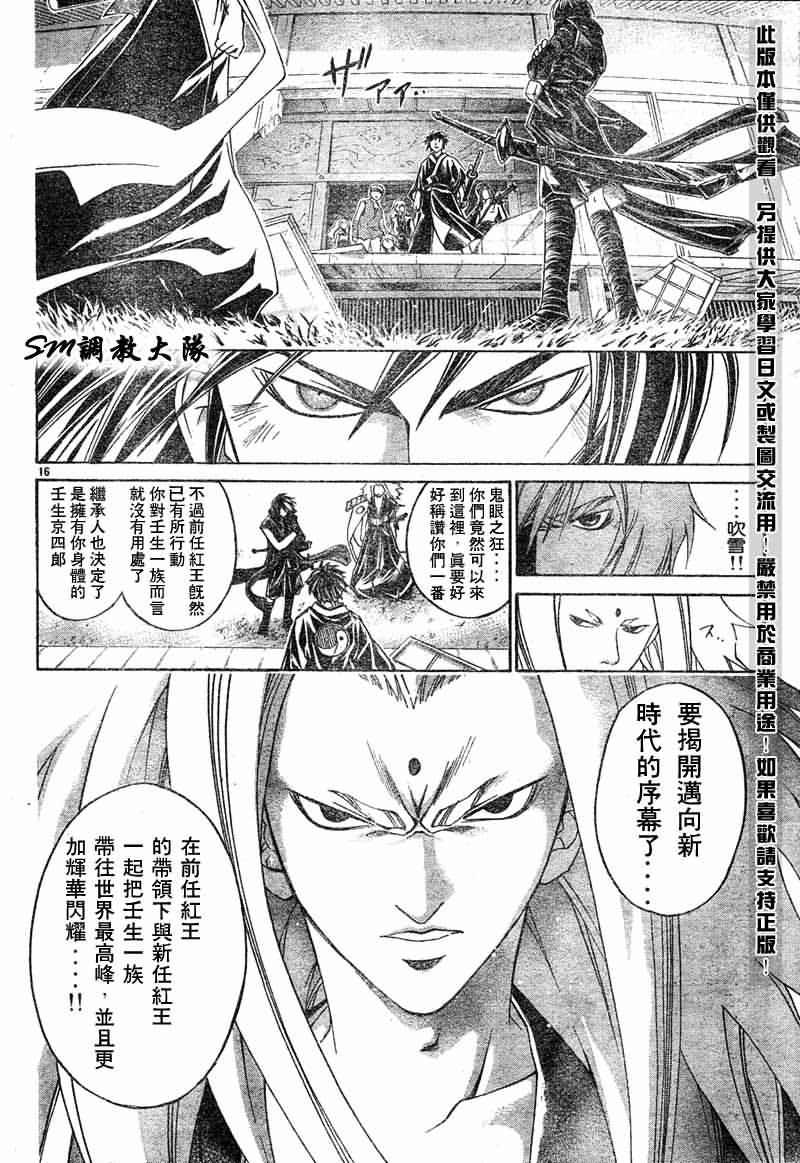 ザ
アァ‥
此版本僅供觀看！另提供大家學習日文或製圖交流用！嚴禁用於商業用途！如果喜歡請支持正版！
SM調教大隊
16
‥‥吹雪!!
ス‥
鬼眼之狂‥‥
你們竟然可以來
到這裡，真要好
好稱讚你們一番
不過前任紅王既然
已有所行動
你對壬生一族而言
就沒有用處了
繼承人也決定了
是擁有你身體的
壬生京四郎
要揭開邁向新
時代的序幕了‥‥
在前任紅王
的帶領下與新任紅王
一起把壬生一族
帶往世界最高峰，並且更
加輝華閃耀‥‥!!